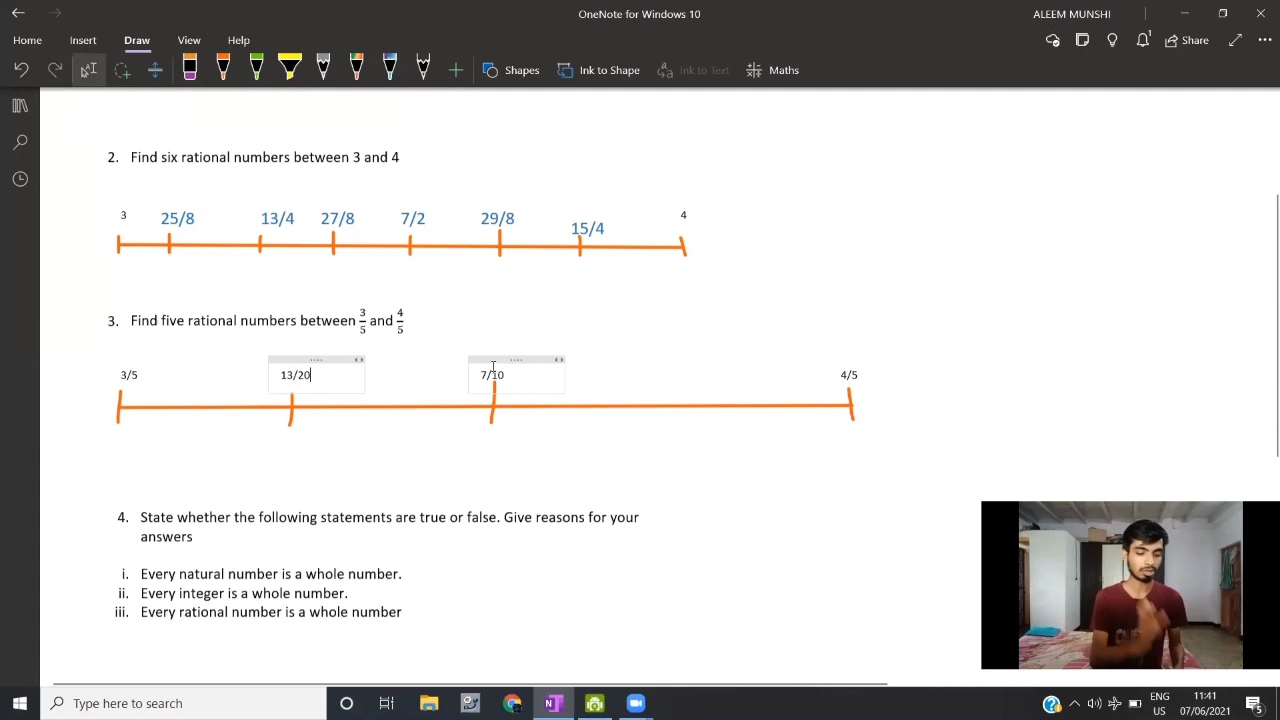 OneNote for Windows 10
ALEEM MUNSHI
Home Insert Draw View Help
Share
Shapes Ink to Shape Ink to Text Maths
2. Find six rational numbers between 3 and 4
3 25/8 13/4 27/8 7/2 29/8 15/4 4
3. Find five rational numbers between 3/5 and 4/5
3/5 13/20 7/10 4/5
4. State whether the following statements are true or false. Give reasons for your
answers
i. Every natural number is a whole number.
ii. Every integer is a whole number.
iii. Every rational number is a whole number
Type here to search
ENG
US
11:41
07/06/2021
5